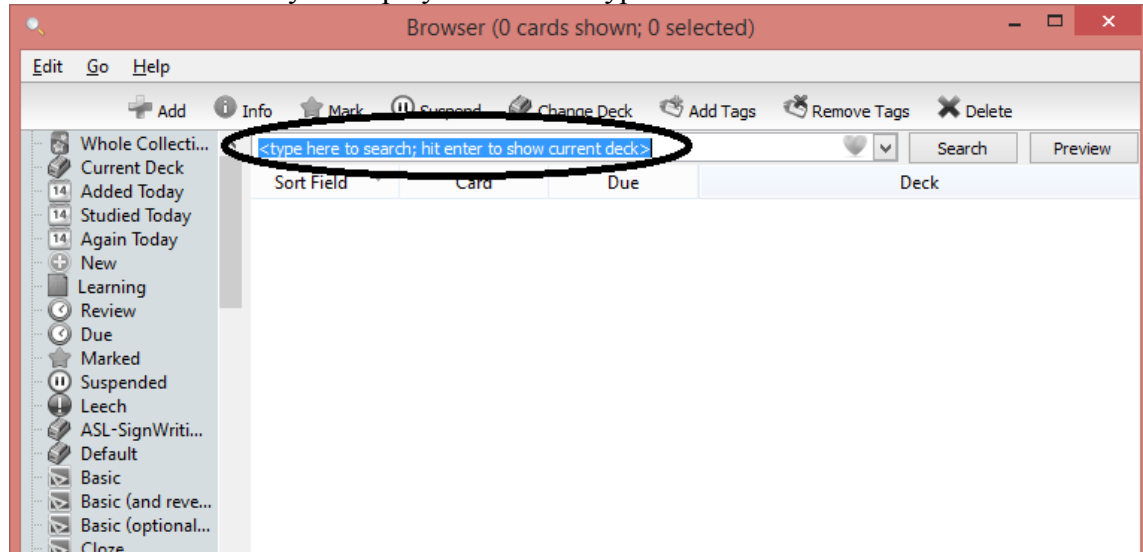 Browser (0 cards shown; 0 selected)
Edit Go Help
Add Info Mark Suspend Change Deck Add Tags Remove Tags Delete
Whole Collecti... <type here to search; hit enter to show current deck> Search Preview
Current Deck Sort Field Card Due Deck
14 Added Today
14 Studied Today
14 Again Today
New
Learning
Review
Due
Marked
Suspended
Leech
ASL-SignWriti...
Default
Basic
Basic (and reve...
Basic (optional...
Cloze